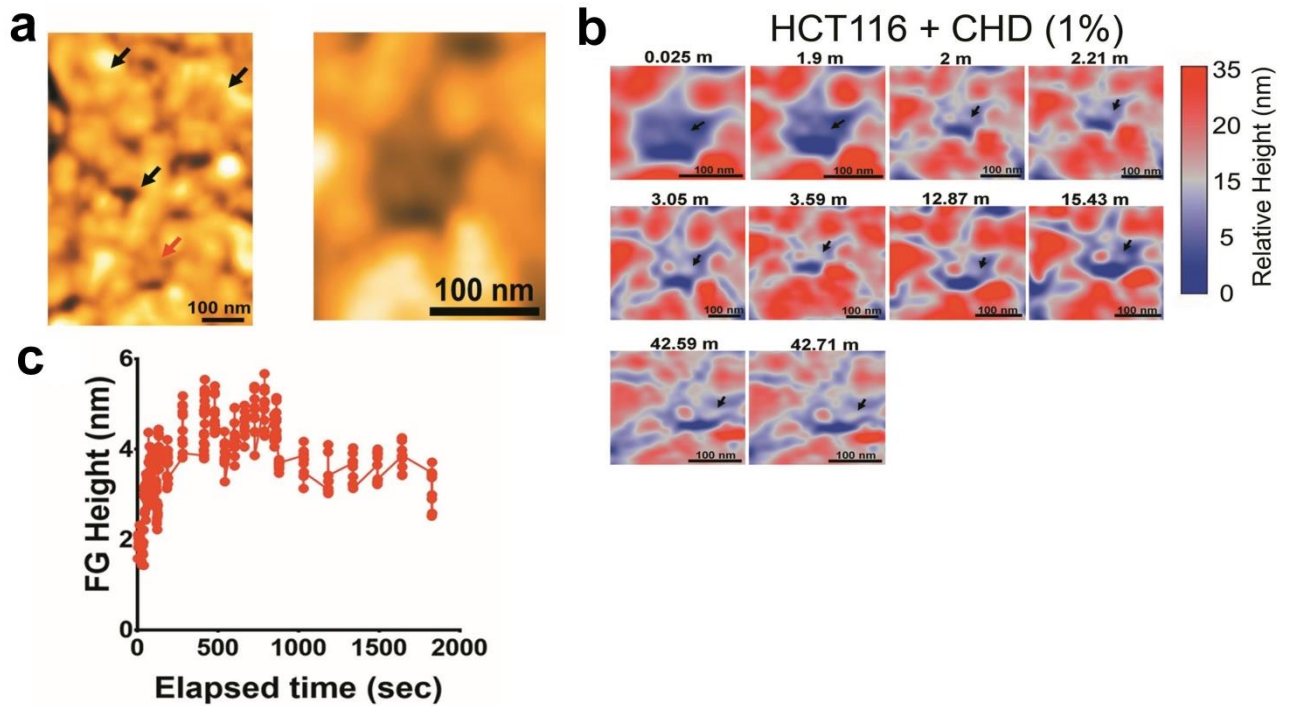 a
100 nm
100 nm
b
HCT116 + CHD (1%)
0.025 m
1.9 m
2 m
2.21 m
100 nm
100 nm
100 nm
100 nm
3.05 m
3.59 m
12.87 m
15.43 m
100 nm
100 nm
100 nm
100 nm
42.59 m
42.71 m
100 nm
100 nm
35
20
15
5
0
Relative Height (nm)
c
6
4
2
0
FG Height (nm)
0
500
1000
1500
2000
Elapsed time (sec)